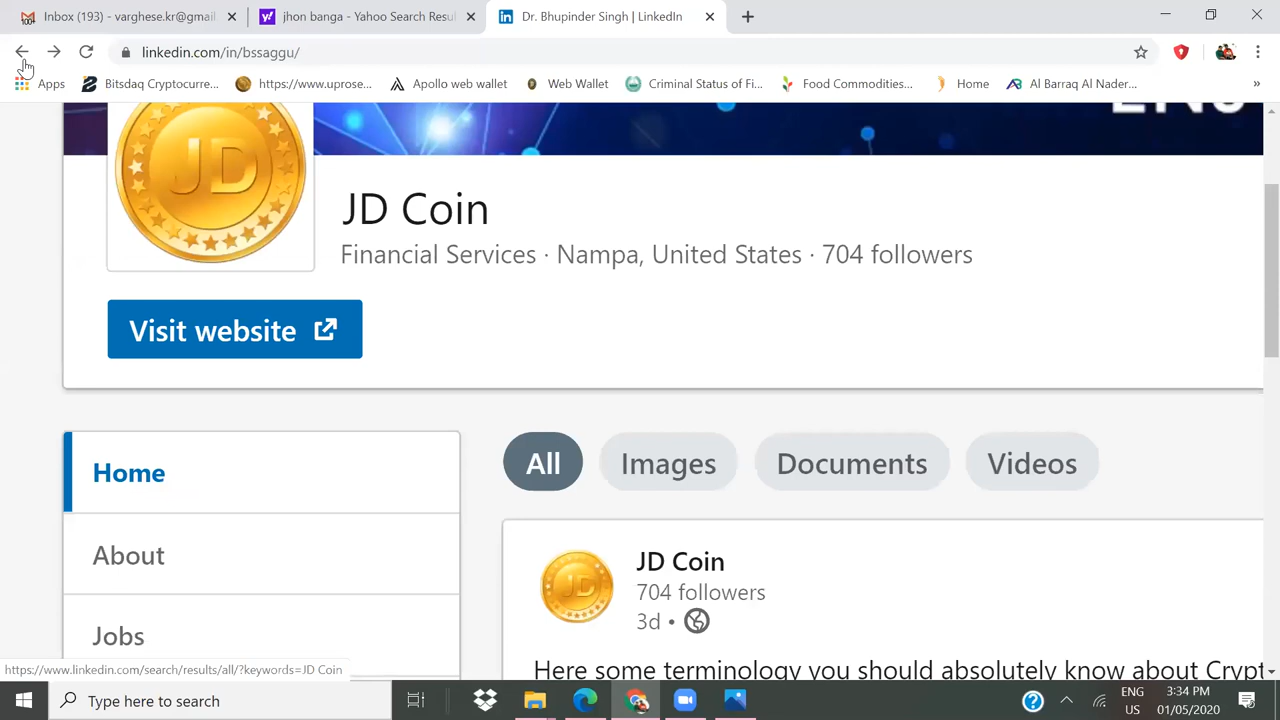 Inbox (193) - varghese.kr@gmail
jhon banga - Yahoo Search Resul
Dr. Bhupinder Singh | LinkedIn
linkedin.com/in/bssaggu/
Apps
Bitsdaq Cryptocurre...
https://www.uprose...
Apollo web wallet
Web Wallet
Criminal Status of Fi...
Food Commodities...
Home
Al Barraq Al Nader...
»
JD
JD Coin
Financial Services · Nampa, United States · 704 followers
Visit website
Home
About
Jobs
All
Images
Documents
Videos
JD
JD Coin
704 followers
3d •
Here some terminology you should absolutely know about Crypt
https://www.linkedin.com/search/results/all/?keywords=JD Coin
Type here to search
ENG
US
3:34 PM
01/05/2020